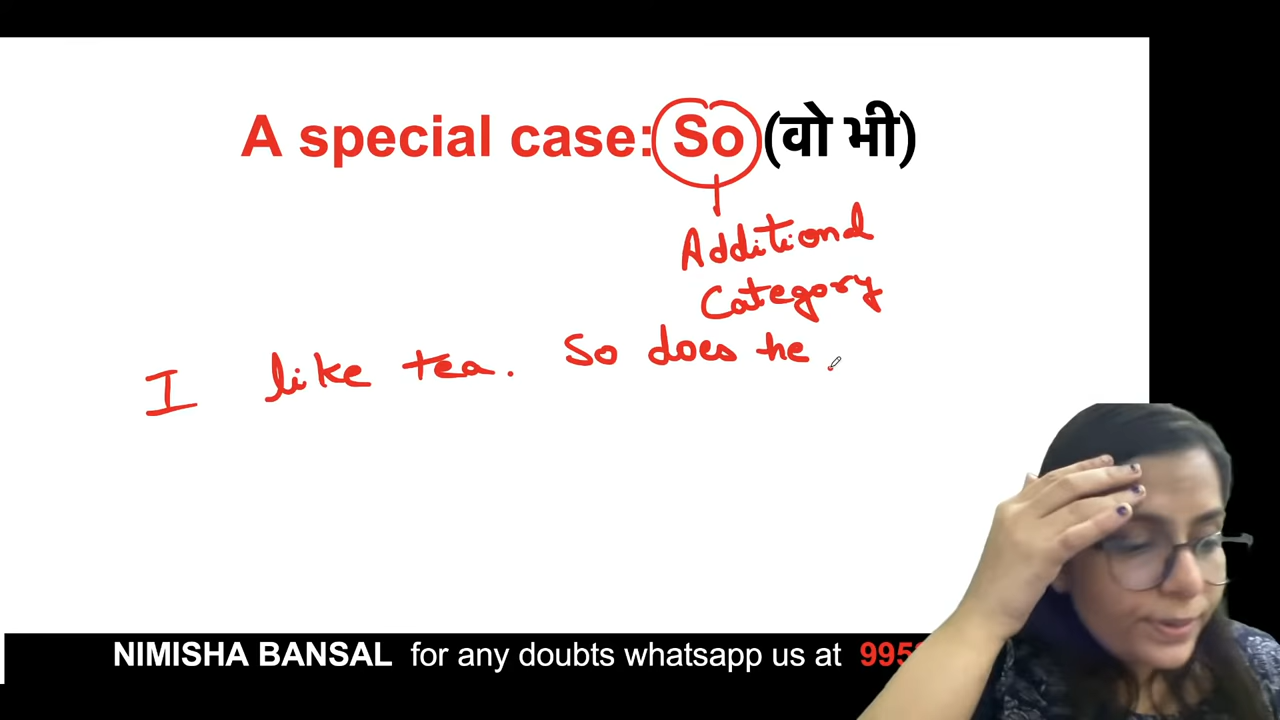 A special case: So (वो भी)
Additional
Category
I like tea. So does he
NIMISHA BANSAL for any doubts whatsapp us at 995